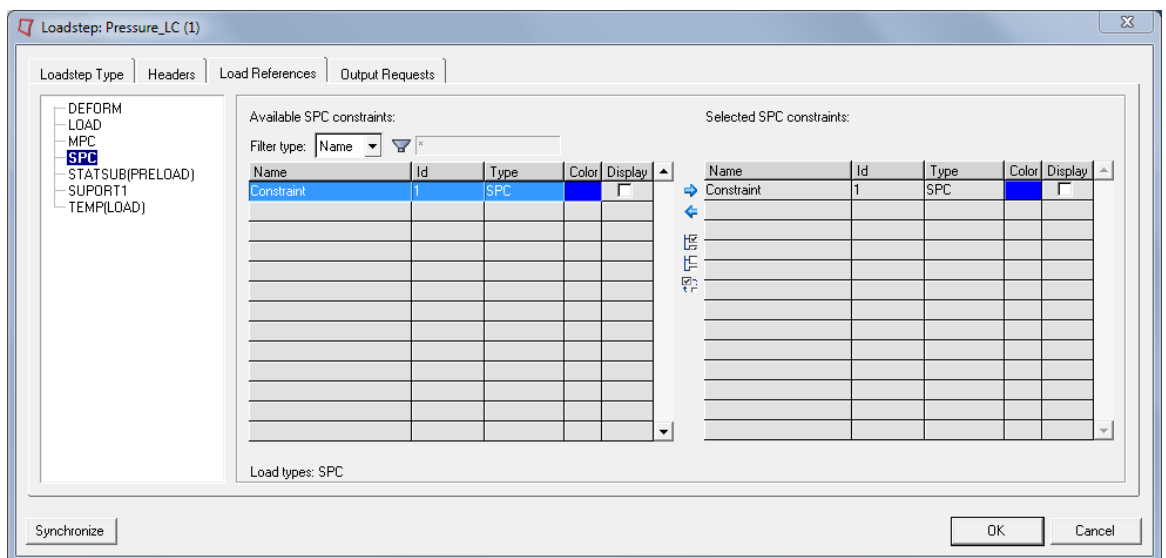 Loadstep: Pressure_LC (1)
Loadstep Type Headers Load References Output Requests
DEFORM
LOAD
MPC
SPC
STATSUB(PRELOAD)
SUPORT1
TEMP(LOAD)
Available SPC constraints:
Filter type: Name *
Name Id Type Color Display
Constraint 1 SPC
Load types: SPC
Selected SPC constraints:
Name Id Type Color Display
Constraint 1 SPC
Synchronize OK Cancel